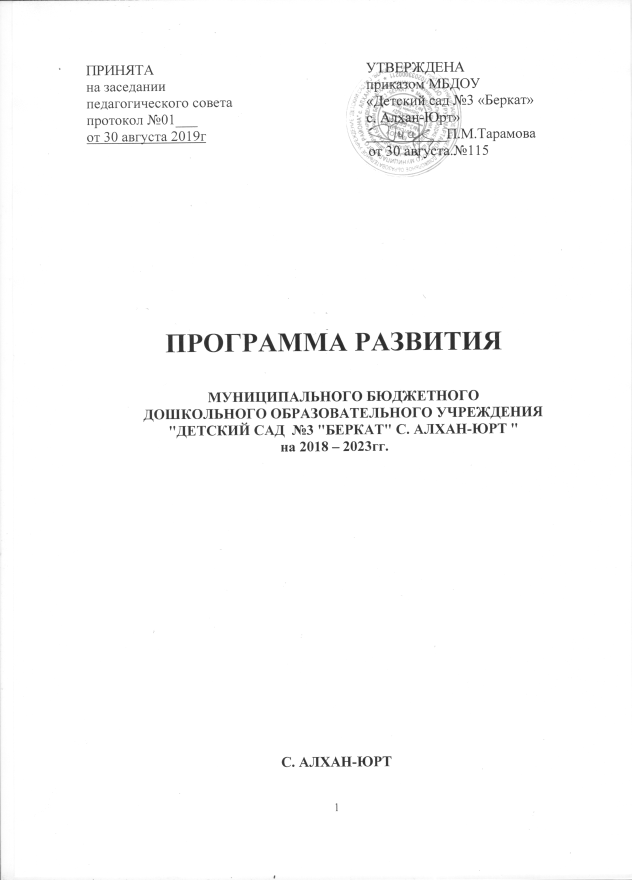 ПРИНЯТА
на заседании
педагогического совета
протокол №01___
от 30 августа 2019г
УТВЕРЖДЕНА
приказом МБДОУ
«Детский сад №3 «Беркат»
с. Алхан-Юрт»
___________П.М.Тарамова
от 30 августа.№115
ПРОГРАММА РАЗВИТИЯ
МУНИЦИПАЛЬНОГО БЮДЖЕТНОГО
ДОШКОЛЬНОГО ОБРАЗОВАТЕЛЬНОГО УЧРЕЖДЕНИЯ
"ДЕТСКИЙ САД №3 "БЕРКАТ" С. АЛХАН-ЮРТ "
на 2018 – 2023гг.
С. АЛХАН-ЮРТ
1